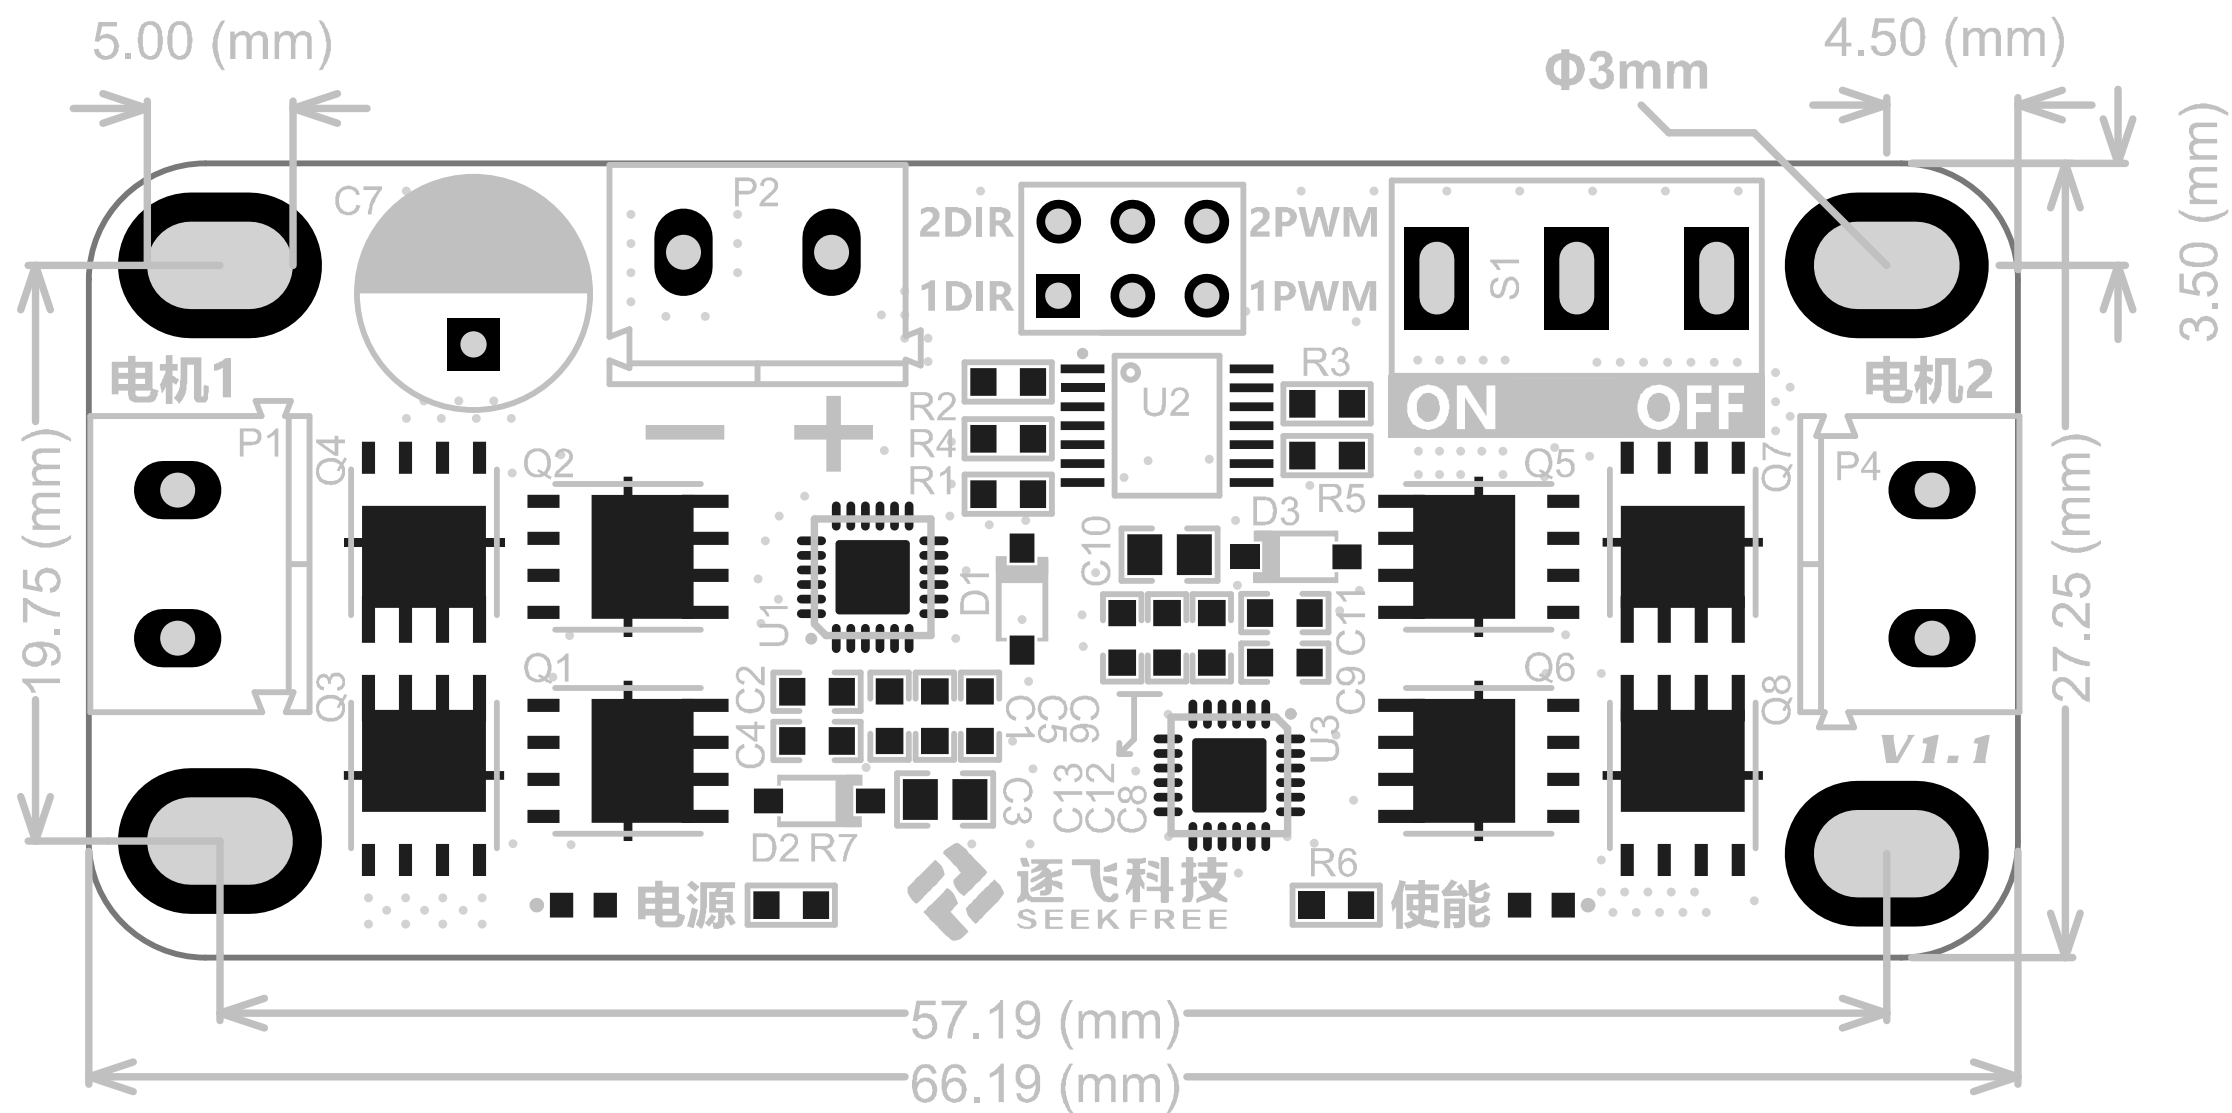 5.00 (mm)
4.50 (mm)
Φ3mm
3.50 (mm)
C7
P2
2DIR
2PWM
1DIR
1PWM
S1
电机1
电机2
ON
OFF
P1
Q4
Q2
R2
R4
R1
U2
R3
R5
Q5
Q7
P4
19.75 (mm)
27.25 (mm)
U1
D1
C10
D3
C11
C9
Q3
Q1
C2
C4
C1
C5
C6
U3
Q6
Q8
V1.1
C13
C12
C8
C3
D2
R7
R6
电源
逐飞科技
SEEKFREE
使能
57.19 (mm)
66.19 (mm)